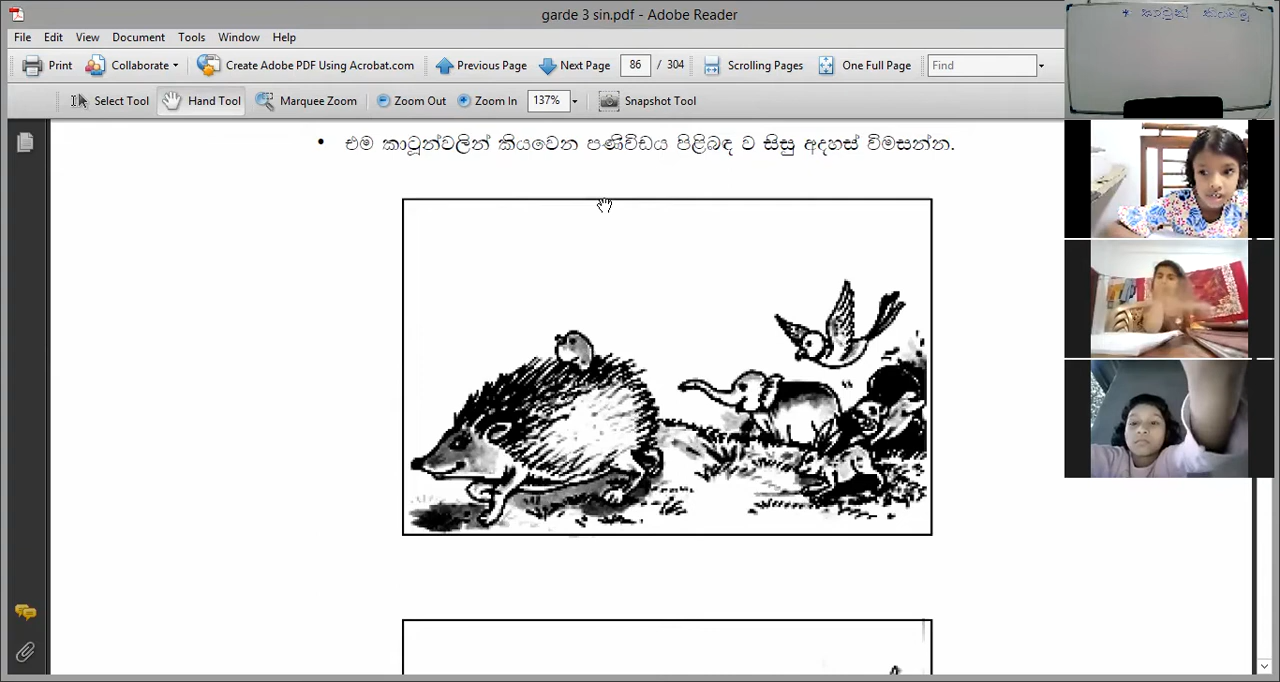 garde 3 sin.pdf - Adobe Reader
File Edit View Document Tools Window Help
Print Collaborate Create Adobe PDF Using Acrobat.com Previous Page 86 / 304 Next Page Scrolling Pages One Full Page Find
Select Tool Hand Tool Marquee Zoom Zoom Out Zoom In 137% Snapshot Tool
* කාටූන් කියවමු
• එම කාටූන්වලින් කියවෙන පණිවිඩය පිළිබඳ ව සිසු අදහස් විමසන්න.